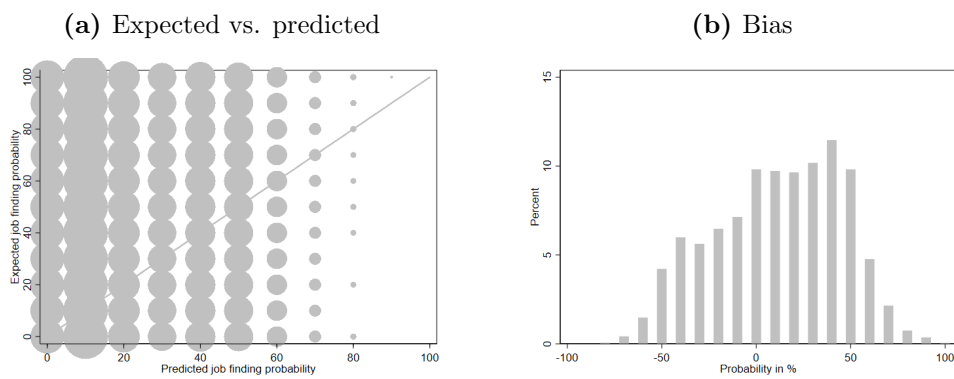 (a) Expected vs. predicted
Expected job finding probability
100
80
60
40
20
0
0 20 40 60 80 100
Predicted job finding probability
(b) Bias
Percent
15
10
5
0
-100 -50 0 50 100
Probability in %